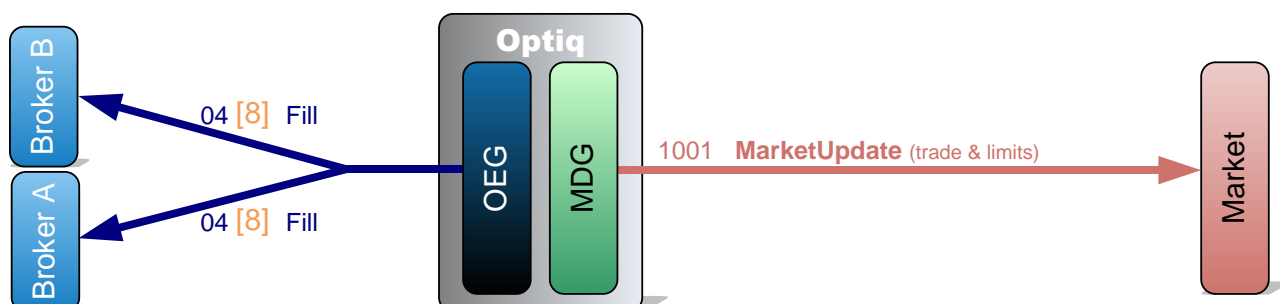 Optiq
Broker B
04 [8] Fill
OEG
MDG
1001 MarketUpdate (trade & limits)
Market
Broker A
04 [8] Fill